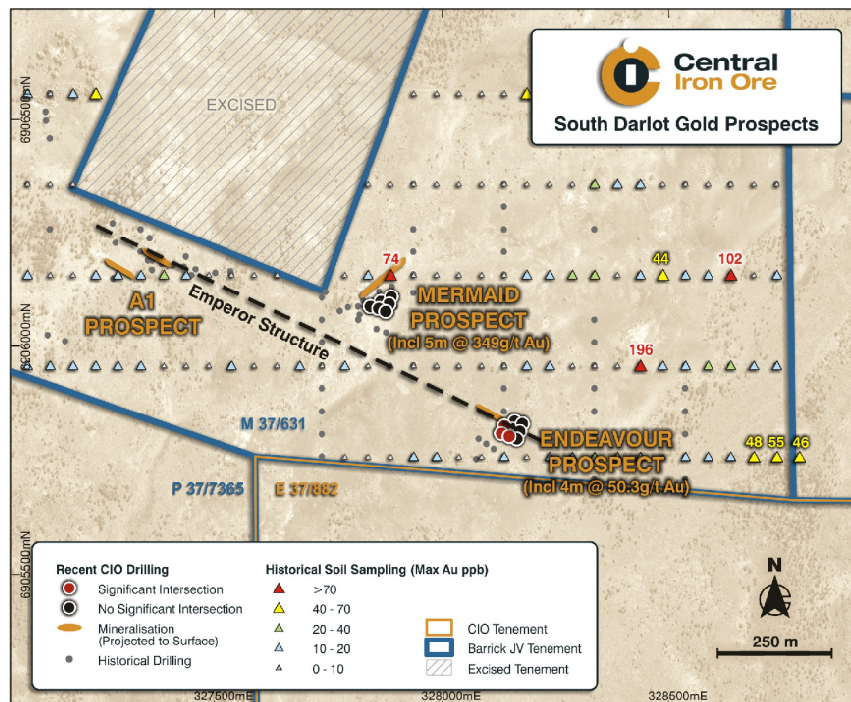 Central
Iron Ore
South Darlot Gold Prospects
EXCISED
6906500mN
74
44
102
A1
PROSPECT
Emperor Structure
MERMAID
PROSPECT
(Incl 5m @ 349g/t Au)
6906000mN
196
M 37/631
ENDEAVOUR
PROSPECT
(Incl 4m @ 50.3g/t Au)
48
55
46
P 37/7365
E 37/882
6905500mN
Recent CIO Drilling
Significant Intersection
No Significant Intersection
Mineralisation
(Projected to Surface)
Historical Drilling
Historical Soil Sampling (Max Au ppb)
>70
40 - 70
20 - 40
10 - 20
0 - 10
CIO Tenement
Barrick JV Tenement
Excised Tenement
N
250 m
327500mE
328000mE
328500mE